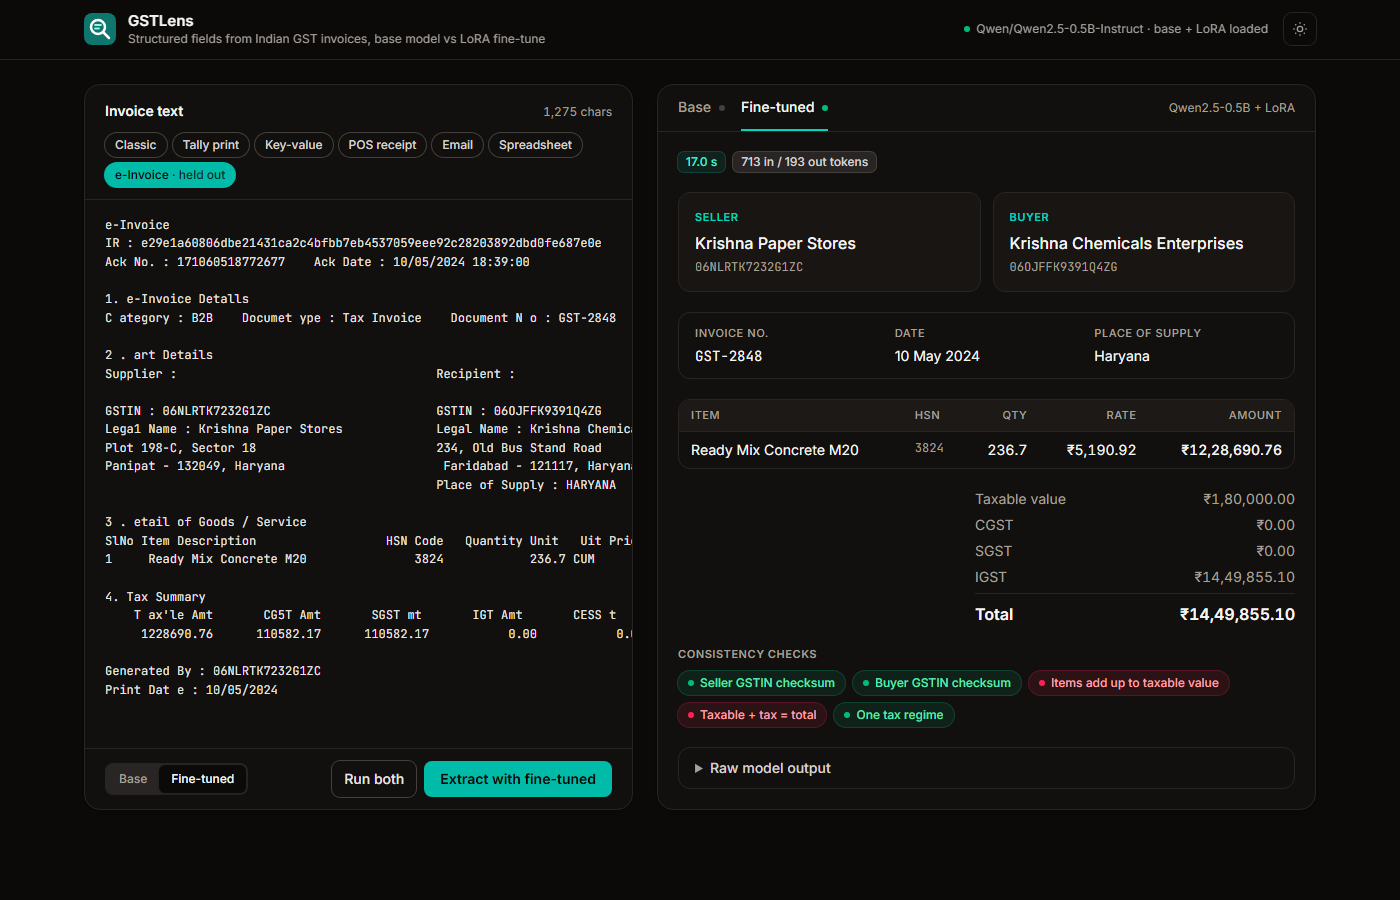 GSTLens
Structured fields from Indian GST invoices, base model vs LoRA fine-tune
Qwen/Qwen2.5-0.5B-Instruct · base + LoRA loaded
Invoice text
1,275 chars
Classic
Tally print
Key-value
POS receipt
Email
Spreadsheet
e-Invoice · held out
e-Invoice
IR : e29e1a60806dbe21431ca2c4bfbb7eb4537059eee92c28203892dbd0fe687e0e
Ack No. : 171060518772677    Ack Date : 10/05/2024 18:39:00
1. e-Invoice Detalls
C ategory : B2B    Documet ype : Tax Invoice    Document N o : GST-2848
2 . art Details
Supplier :    Recipient :
GSTIN : 06NLRTK7232G1ZC    GSTIN : 06OJFFK9391Q4ZG
Lega1 Name : Krishna Paper Stores    Legal Name : Krishna Chemica
Plot 198-C, Sector 18    234, Old Bus Stand Road
Panipat - 132049, Haryana    Faridabad - 121117, Haryana
Place of Supply : HARYANA
3 . etail of Goods / Service
SlNo Item Description    HSN Code    Quantity Unit    Uit Pric
1    Ready Mix Concrete M20    3824    236.7 CUM
4. Tax Summary
T ax'le Amt    CG5T Amt    SGST mt    IGT Amt    CESS t
1228690.76    110582.17    110582.17    0.00    0.0
Generated By : 06NLRTK7232G1ZC
Print Dat e : 10/05/2024
Base
Fine-tuned
Run both
Extract with fine-tuned
Base
Fine-tuned
Qwen2.5-0.5B + LoRA
17.0 s
713 in / 193 out tokens
SELLER
Krishna Paper Stores
06NLRTK7232G1ZC
BUYER
Krishna Chemicals Enterprises
06OJFFK9391Q4ZG
INVOICE NO.    DATE    PLACE OF SUPPLY
GST-2848    10 May 2024    Haryana
ITEM    HSN    QTY    RATE    AMOUNT
Ready Mix Concrete M20    3824    236.7    ₹5,190.92    ₹12,28,690.76
Taxable value    ₹1,80,000.00
CGST    ₹0.00
SGST    ₹0.00
IGST    ₹14,49,855.10
Total    ₹14,49,855.10
CONSISTENCY CHECKS
Seller GSTIN checksum
Buyer GSTIN checksum
Items add up to taxable value
Taxable + tax = total
One tax regime
Raw model output